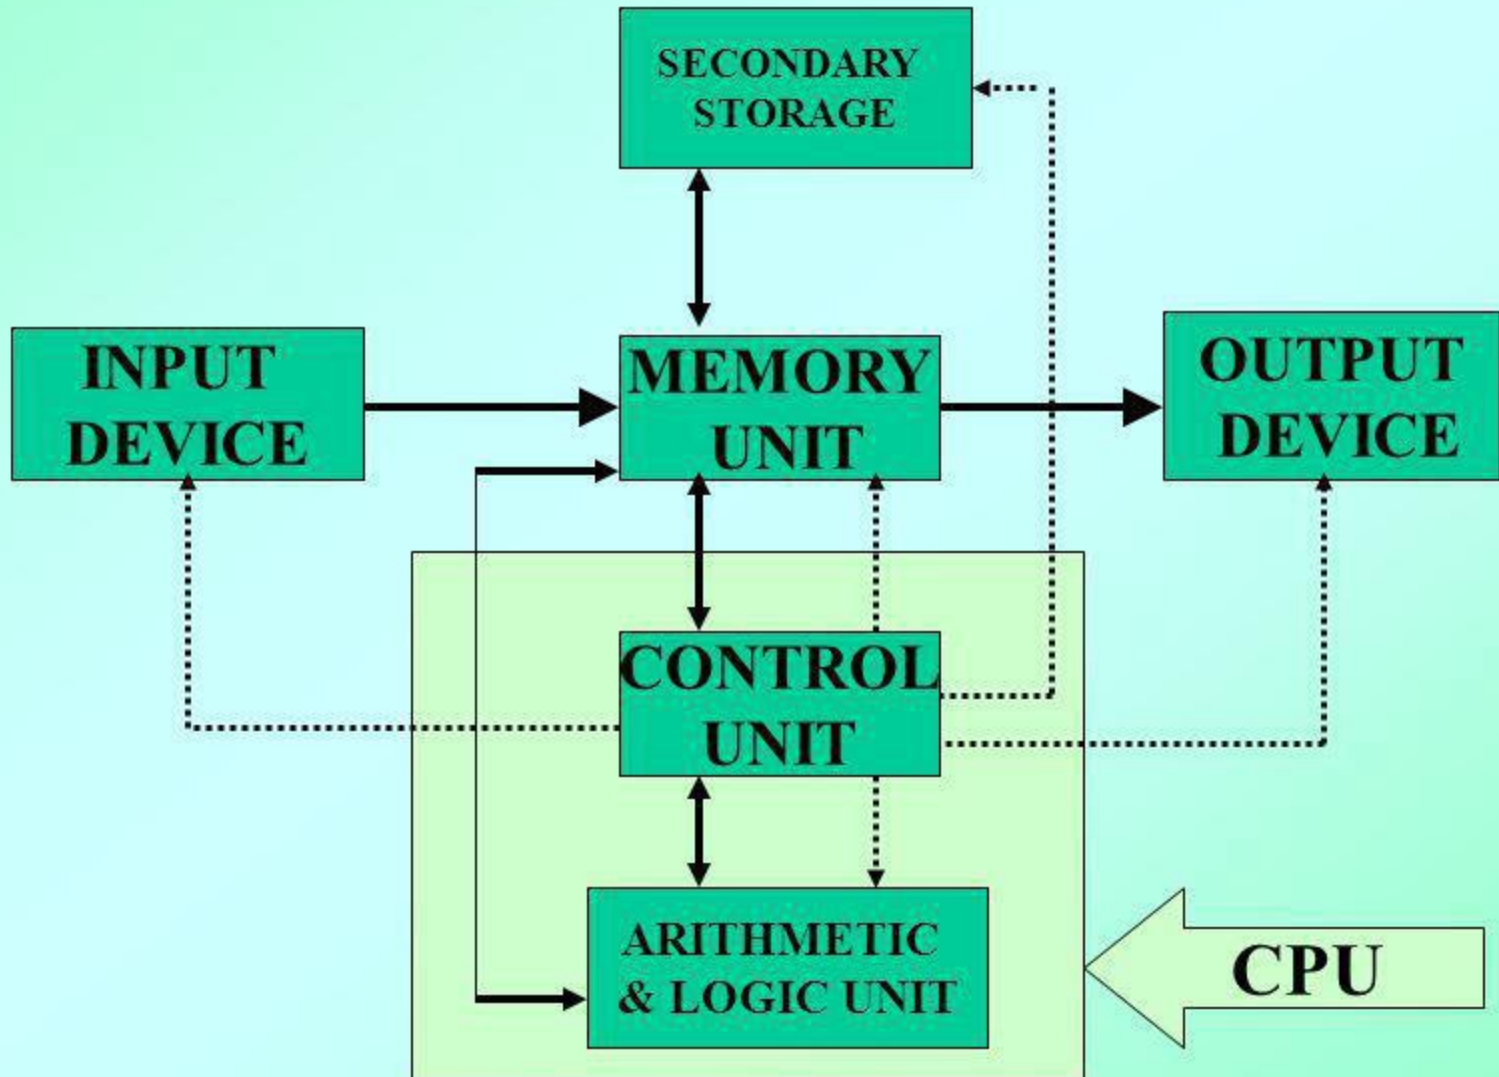 SECONDARY
STORAGE
INPUT
DEVICE
MEMORY
UNIT
OUTPUT
DEVICE
CONTROL
UNIT
ARITHMETIC
& LOGIC UNIT
CPU